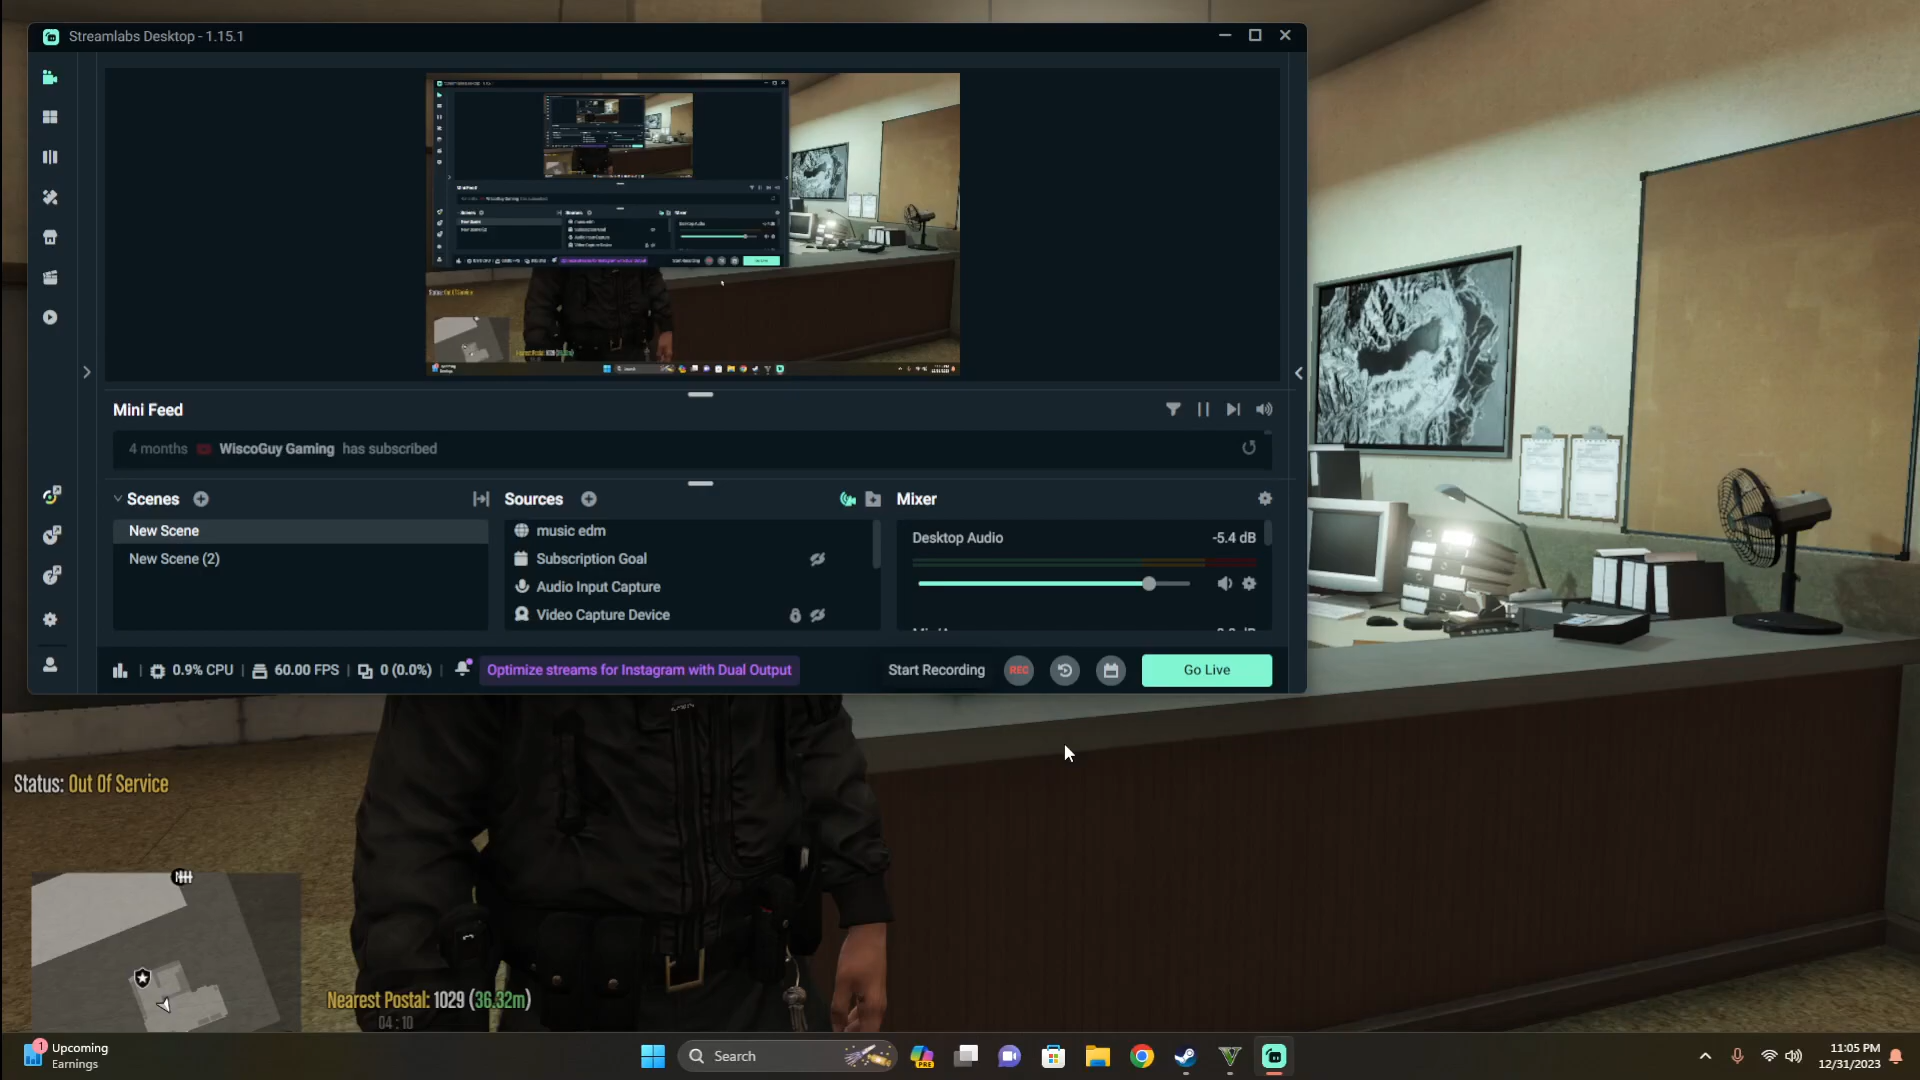 Streamlabs Desktop - 1.15.1
Mini Feed
4 months WiscoGuy Gaming has subscribed
Scenes
New Scene
New Scene (2)
Sources
music edm
Subscription Goal
Audio Input Capture
Video Capture Device
Mixer
Desktop Audio -5.4 dB
0.9% CPU 60.00 FPS 0 (0.0%)
Optimize streams for Instagram with Dual Output
Start Recording REC Go Live
Status: Out Of Service
Nearest Postal: 1029 (36.32m)
04:10
1 Upcoming
Earnings
Search
PRE
11:05 PM
12/31/2023